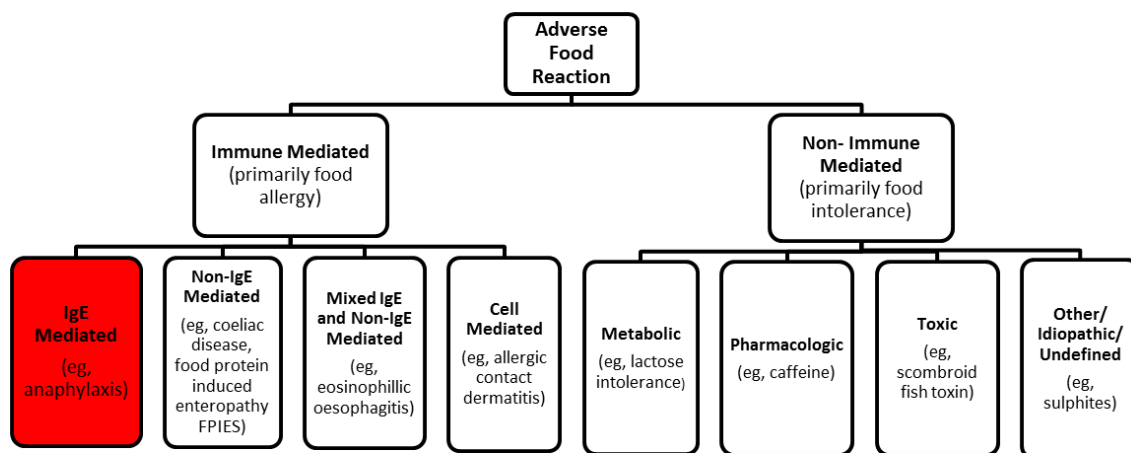 Adverse
Food
Reaction
Immune Mediated
(primarily food
allergy)
Non- Immune
Mediated
(primarily food
intolerance)
IgE
Mediated
(eg,
anaphylaxis)
Non-IgE
Mediated
(eg, coeliac
disease,
food protein
induced
enteropathy
FPIES)
Mixed IgE
and Non-IgE
Mediated
(eg,
eosinophillic
oesophagitis)
Cell
Mediated
(eg, allergic
contact
dermatitis)
Metabolic
(eg, lactose
intolerance)
Pharmacologic
(eg, caffeine)
Toxic
(eg,
scombroid
fish toxin)
Other/
Idiopathic/
Undefined
(eg,
sulphites)